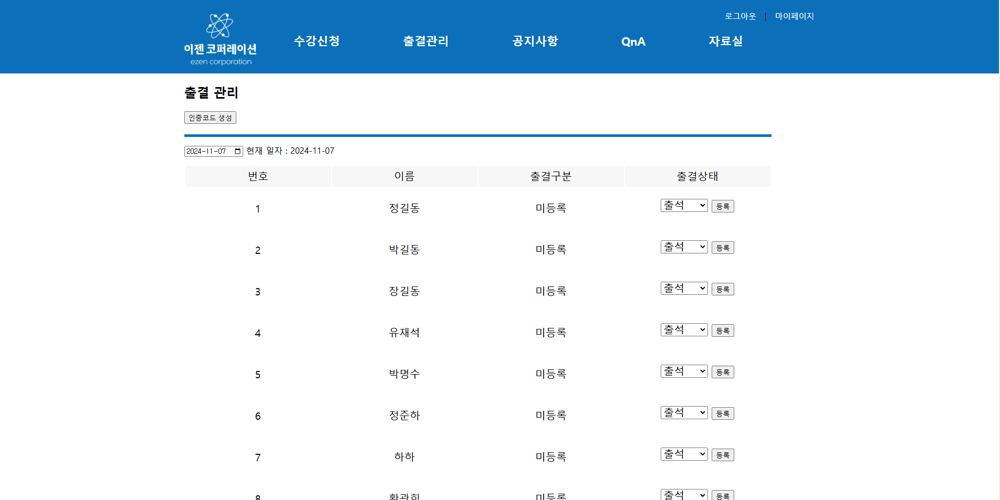 로그아웃 | 마이페이지
이젠 코퍼레이션
ezen corporation
수강신청 출결관리 공지사항 QnA 자료실
출결 관리
인증코드 생성
2024-11-07 현재 일자 : 2024-11-07
번호 이름 출결구분 출결상태
1 정길동 미등록 출석 등록
2 박길동 미등록 출석 등록
3 장길동 미등록 출석 등록
4 유재석 미등록 출석 등록
5 박명수 미등록 출석 등록
6 정준하 미등록 출석 등록
7 하하 미등록 출석 등록
8 황광희 미등록 출석 등록